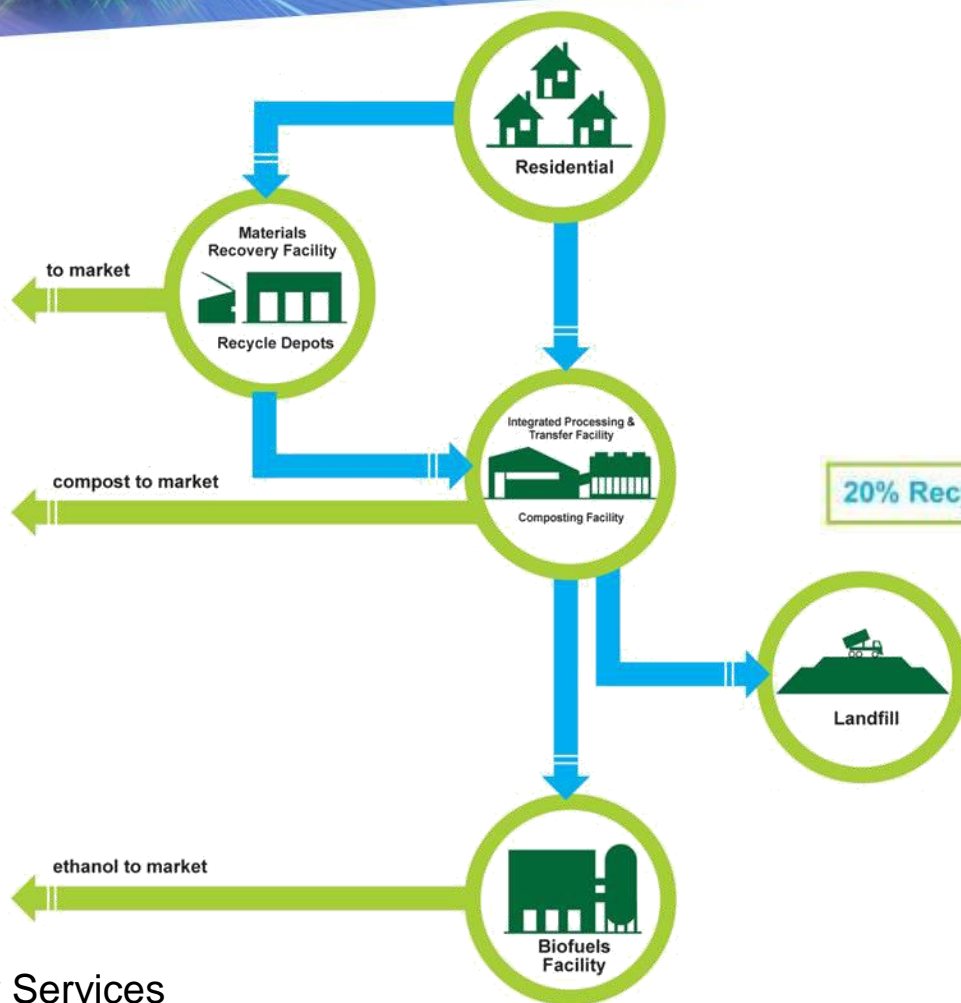 Residential
Materials
Recovery Facility
to market
Recycle Depots
Integrated Processing &
Transfer Facility
compost to market
Composting Facility
20% Rec
Landfill
ethanol to market
Biofuels
Facility
Services